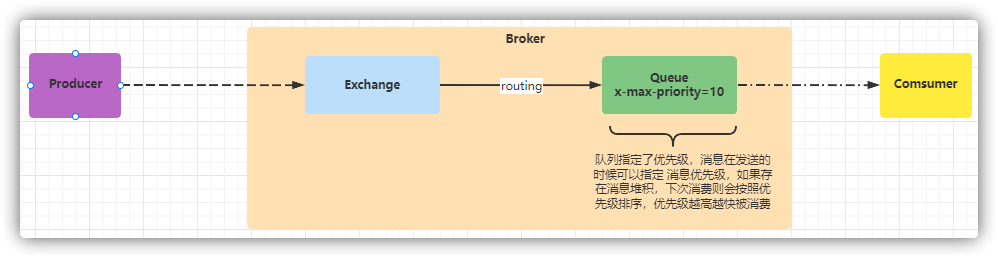 Broker
Producer
Exchange
routing
Queue
x-max-priority=10
Comsumer
队列指定了优先级，消息在发送的
时候可以指定 消息优先级，如果存
在消息堆积，下次消费则会按照优
先级排序，优先级越高越快被消费